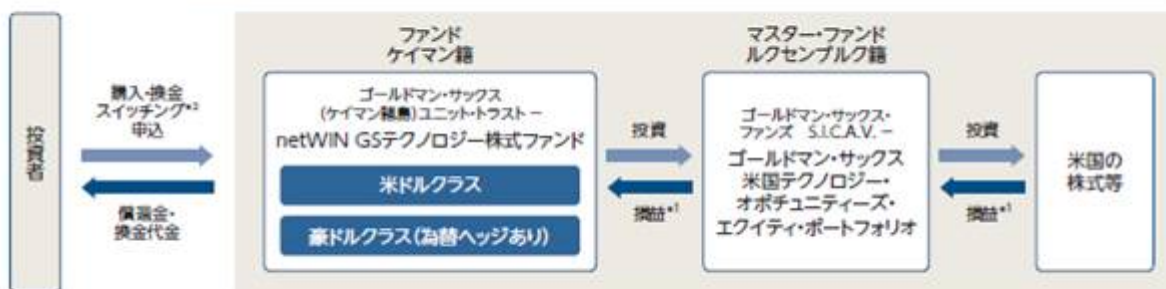 投資者
購入・換金
スイッチング*2
申込
償還金・
換金代金
ファンド
ケイマン籍
ゴールドマン・サックス
(ケイマン諸島)ユニット・トラスト －
netWIN GSテクノロジー株式ファンド
米ドルクラス
豪ドルクラス(為替ヘッジあり)
投資
損益*1
マスター・ファンド
ルクセンブルク籍
ゴールドマン・サックス・
ファンズ S.I.C.A.V. －
ゴールドマン・サックス
米国テクノロジー・
オポチュニティーズ・
エクイティ・ポートフォリオ
投資
損益*1
米国の
株式等